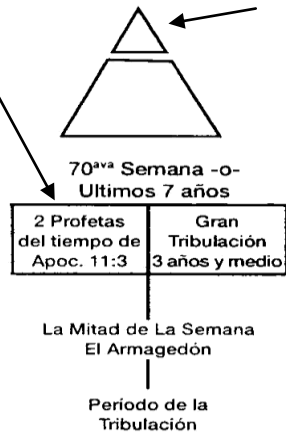 70ava Semana -o-
Ultimos 7 años
2 Profetas
del tiempo de
Apoc. 11:3
Gran
Tribulación
3 años y medio
La Mitad de La Semana
El Armagedón
Período de la
Tribulación